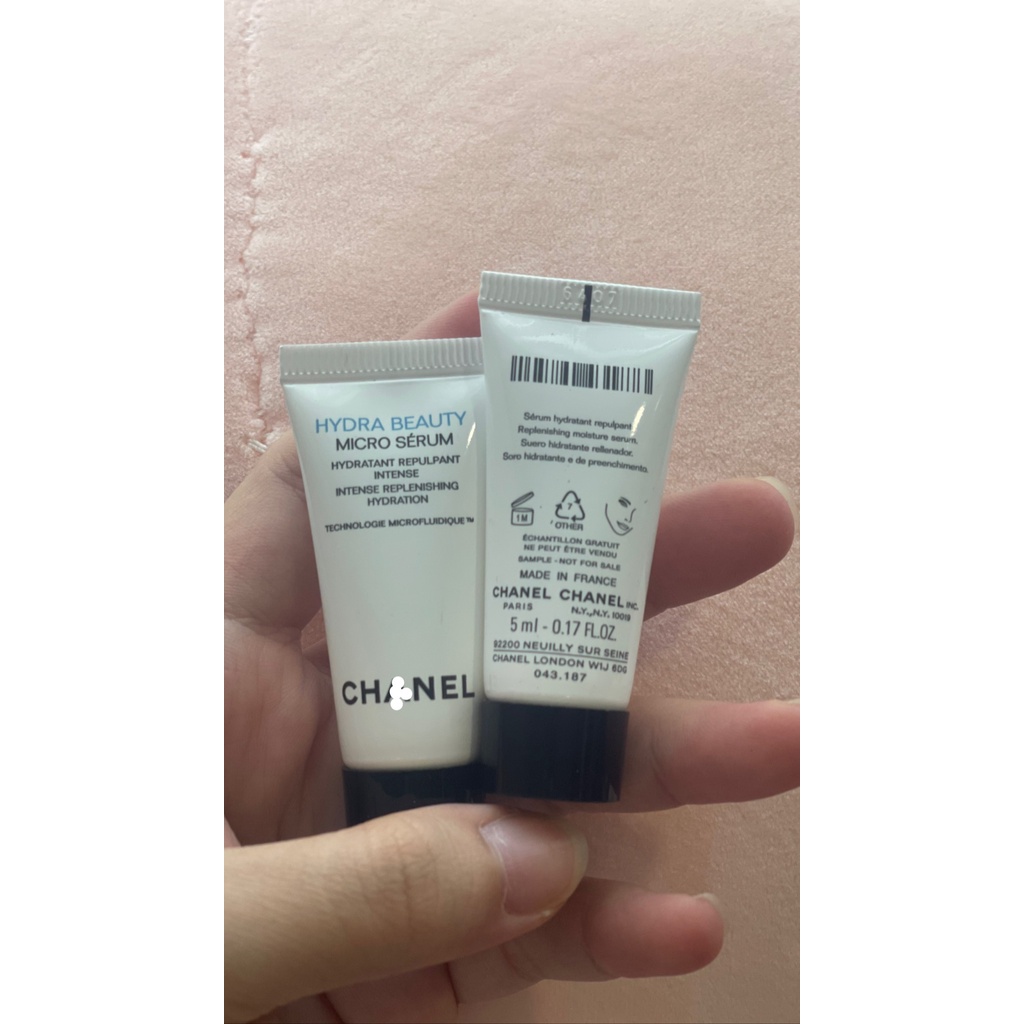 HYDRA BEAUTY
MICRO SÉRUM
HYDRATANT REPULPANT
INTENSE
INTENSE REPLENISHING
HYDRATION
TECHNOLOGIE MICROFLUIDIQUE™
CHANEL
Sérum hydratant repulpant.
Replenishing moisture serum.
Suero hidratante rellenador.
Soro hidratante e de preenchimento.
1M
7
OTHER
ÉCHANTILLON GRATUIT
NE PEUT ÊTRE VENDU
SAMPLE - NOT FOR SALE
MADE IN FRANCE
CHANEL CHANEL INC.
PARIS N.Y.,N.Y. 10019
5 ml - 0.17 FL.OZ.
92200 NEUILLY SUR SEINE
CHANEL LONDON W1J 6DG
043.187